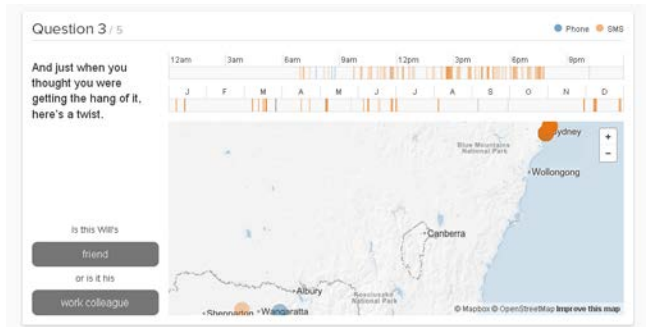 Question 3 / 5
Phone SMS
And just when you
thought you were
getting the hang of it,
here's a twist.
12am 3am 6am 9am 12pm 3pm 6pm 9pm
J F M A M J J A S O N D
Sydney
+
−
Blue Mountains
National Park
Wollongong
Canberra
Is this Will's
friend
or is it his
work colleague
Albury
Kosciuszko
National Park
Shepparton Wangaratta
© Mapbox © OpenStreetMap Improve this map